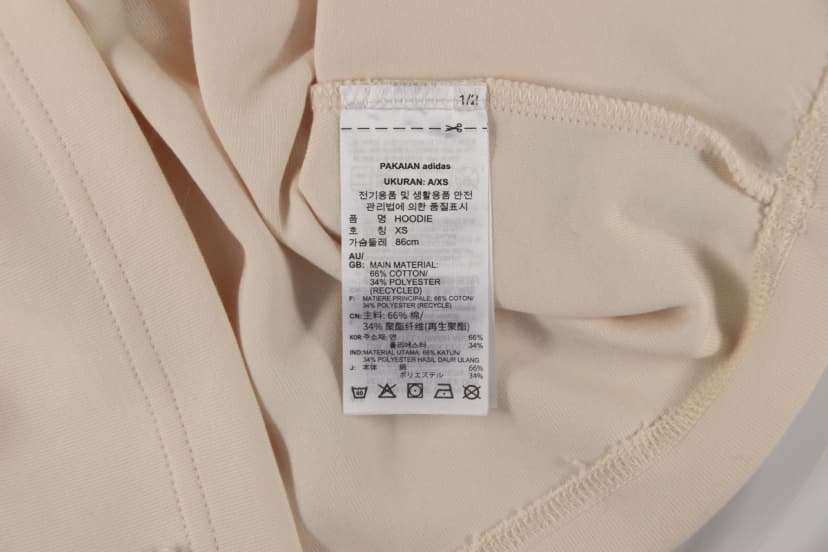 1/2
PAKAIAN adidas
UKURAN: A/XS
전기용품 및 생활용품 안전
관리법에 의한 품질표시
품 명 HOODIE
호 칭 XS
가슴둘레 86cm
AU/
GB: MAIN MATERIAL:
66% COTTON/
34% POLYESTER
(RECYCLED)
F: MATIERE PRINCIPALE: 66% COTON/
34% POLYESTER (RECYCLE)
CN: 主料: 66% 棉/
34% 聚酯纤维(再生聚酯)
KOR: 주소재: 면 66%
폴리에스터 34%
IND: MATERIAL UTAMA: 66% KATUN/
34% POLYESTER HASIL DAUR ULANG
J: 本体 綿 66%
ポリエステル 34%
40